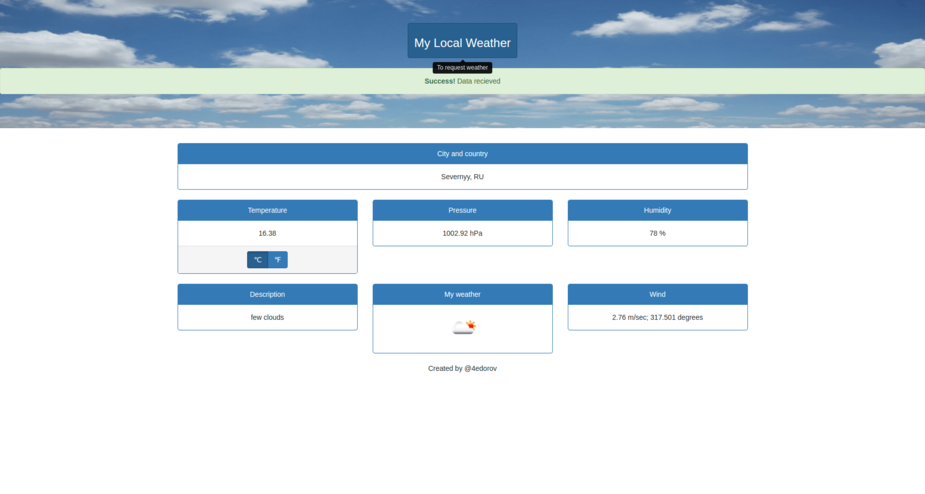 My Local Weather
To request weather
Success! Data recieved
City and country
Severnyy, RU
Temperature
16.38
℃ ℉
Pressure
1002.92 hPa
Humidity
78 %
Description
few clouds
My weather
Wind
2.76 m/sec; 317.501 degrees
Created by @4edorov